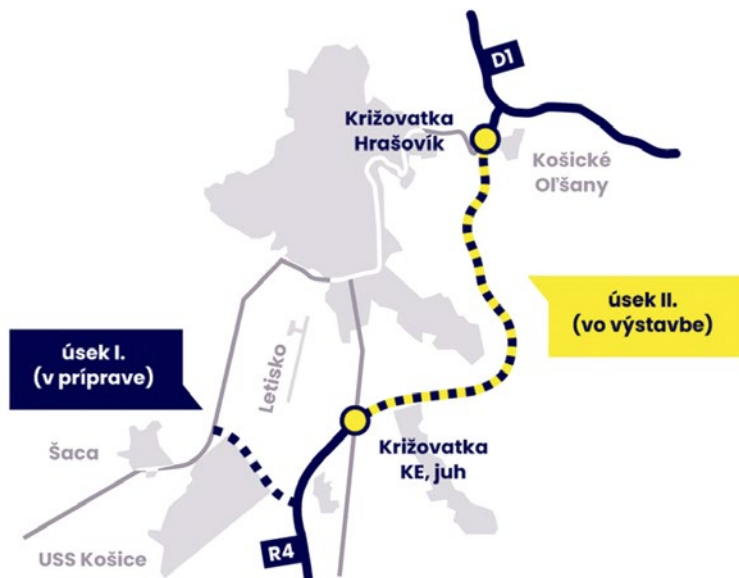 D1
Križovatka
Hrašovík
Košické
Oľšany
úsek II.
(vo výstavbe)
úsek I.
(v príprave)
Letisko
Šaca
Križovatka
KE, juh
USS Košice
R4